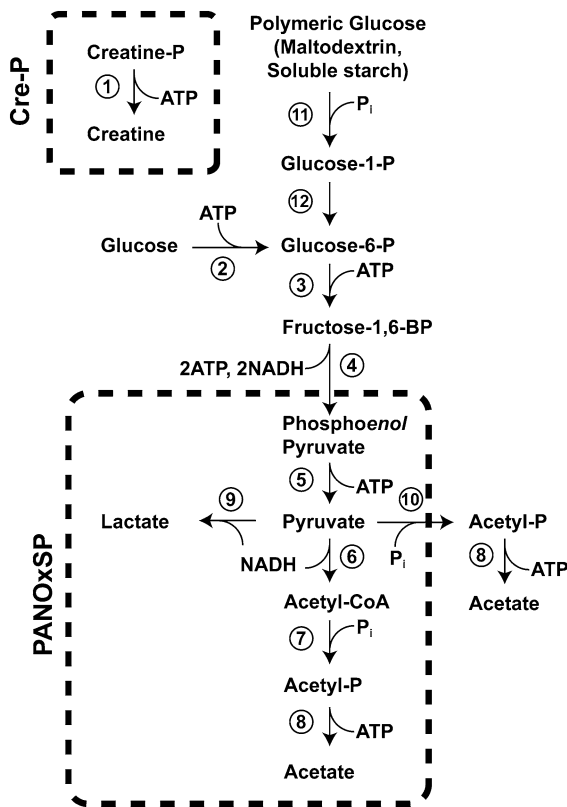 Cre-P
Creatine-P
1
ATP
Creatine
Polymeric Glucose
(Maltodextrin,
Soluble starch)
11
Pi
Glucose-1-P
12
ATP
Glucose
2
Glucose-6-P
3
ATP
Fructose-1,6-BP
2ATP, 2NADH
4
PANOxSP
Phosphoenol
Pyruvate
5
ATP
9
10
Lactate
Pyruvate
Acetyl-P
NADH
6
Pi
8
ATP
Acetyl-CoA
Acetate
7
Pi
Acetyl-P
8
ATP
Acetate